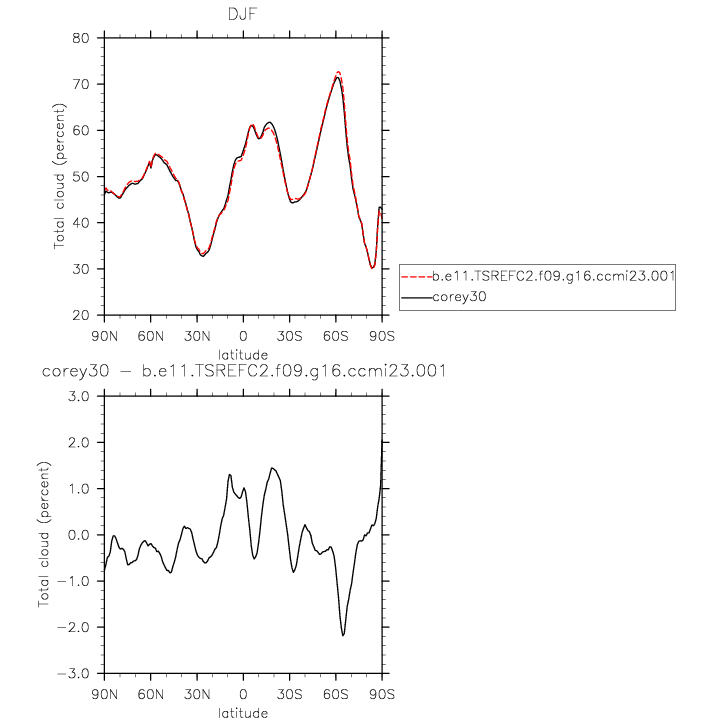 DJF
80
70
60
50
40
30
20
Total cloud (percent)
90N 60N 30N 0 30S 60S 90S
latitude
b.e11.TSREFC2.f09.g16.ccmi23.001
corey30
corey30 − b.e11.TSREFC2.f09.g16.ccmi23.001
3.0
2.0
1.0
0.0
−1.0
−2.0
−3.0
Total cloud (percent)
90N 60N 30N 0 30S 60S 90S
latitude